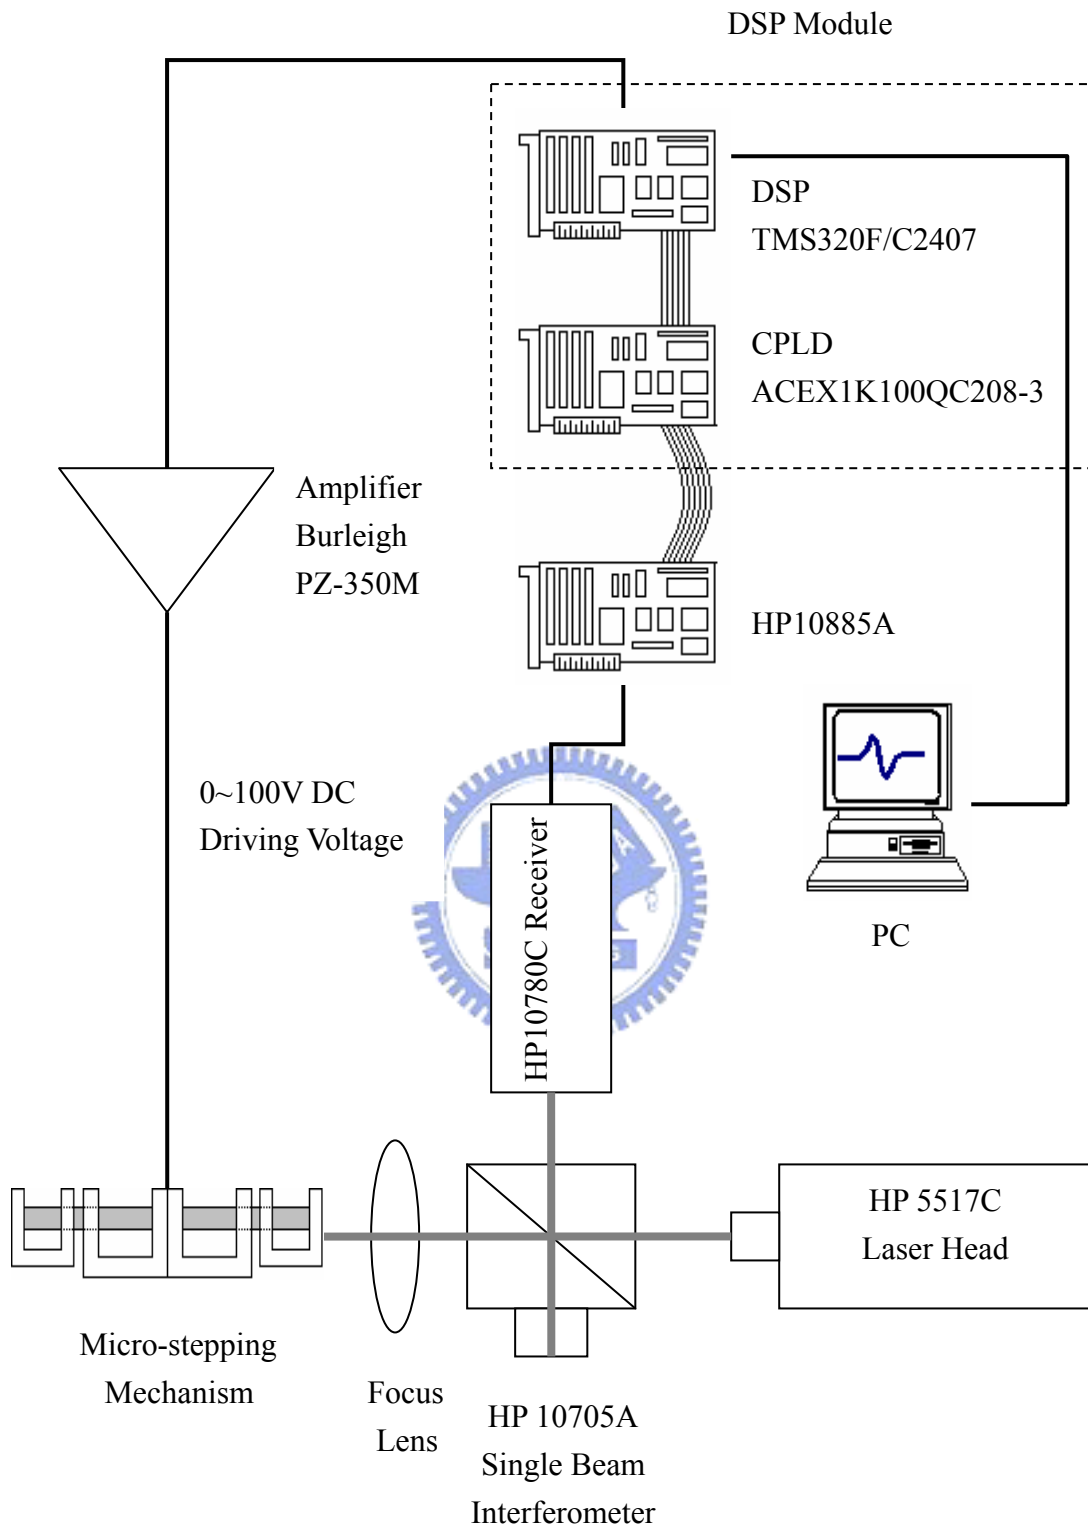 DSP Module
DSP
TMS320F/C2407
CPLD
ACEX1K100QC208-3
Amplifier
Burleigh
PZ-350M
HP10885A
0~100V DC
Driving Voltage
HP10780C Receiver
PC
HP 5517C
Laser Head
Micro-stepping
Mechanism
Focus
Lens
HP 10705A
Single Beam
Interferometer